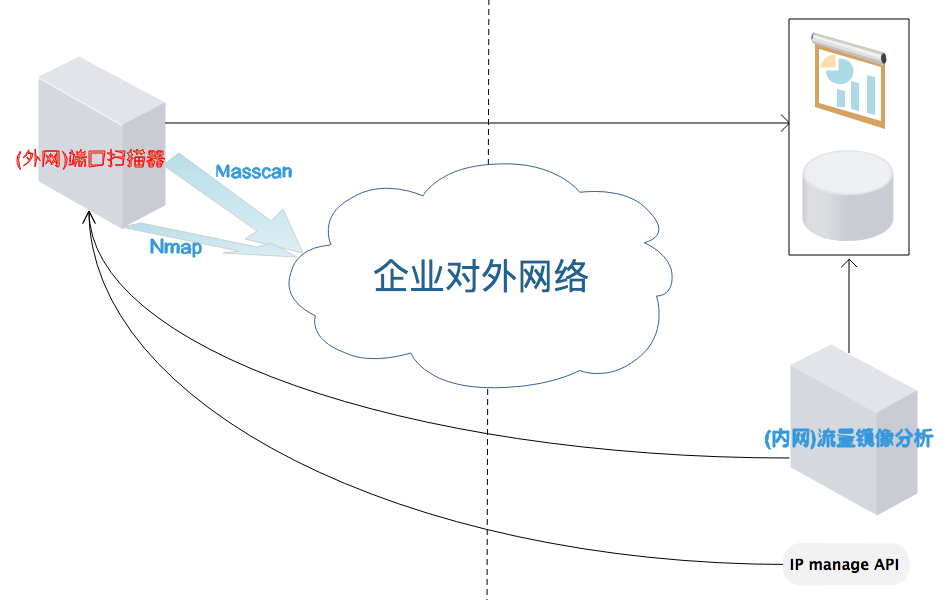 (外网)端口扫描器
Masscan
Nmap
企业对外网络
(内网)流量镜像分析
IP manage API